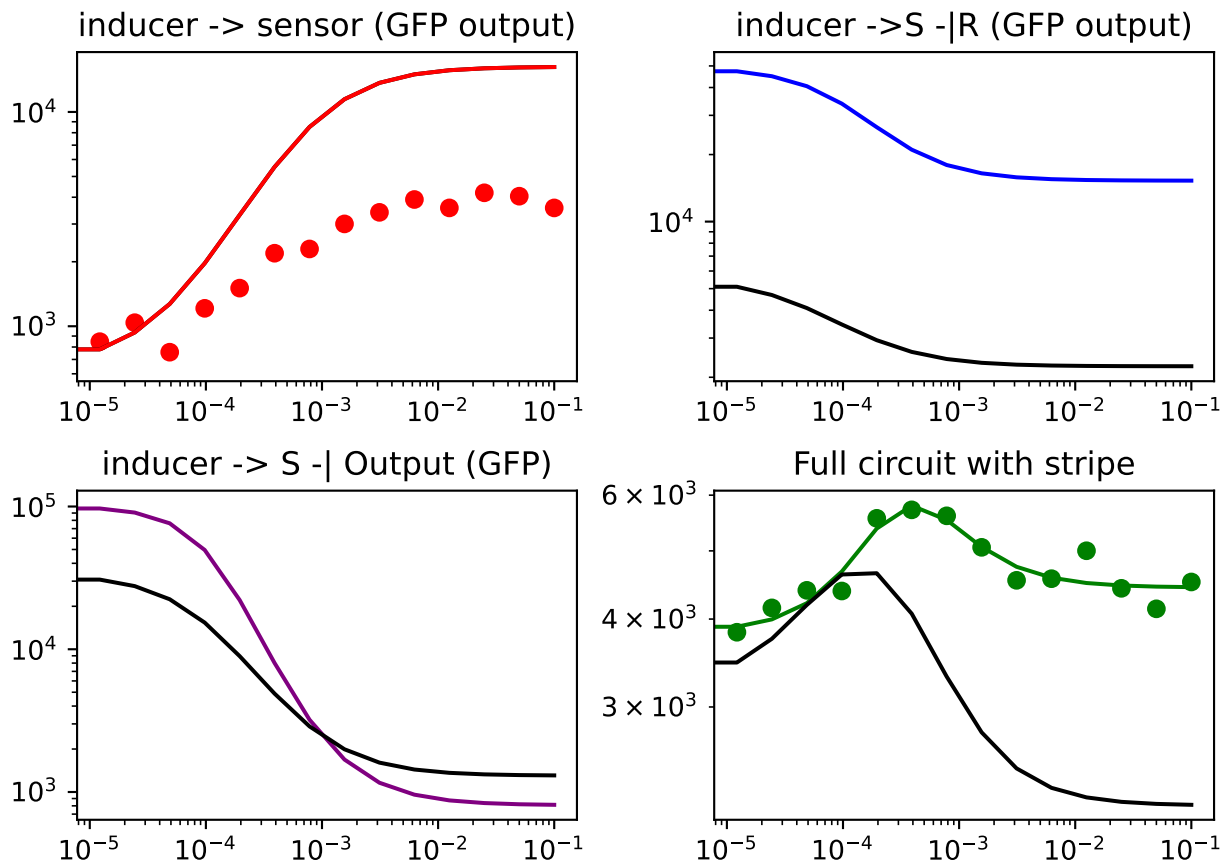 inducer -> sensor (GFP output)
10⁴
10³
10⁻⁵ 10⁻⁴ 10⁻³ 10⁻² 10⁻¹
inducer ->S -|R (GFP output)
10⁴
10⁻⁵ 10⁻⁴ 10⁻³ 10⁻² 10⁻¹
inducer -> S -| Output (GFP)
10⁵
10⁴
10³
10⁻⁵ 10⁻⁴ 10⁻³ 10⁻² 10⁻¹
Full circuit with stripe
6 × 10³
4 × 10³
3 × 10³
10⁻⁵ 10⁻⁴ 10⁻³ 10⁻² 10⁻¹